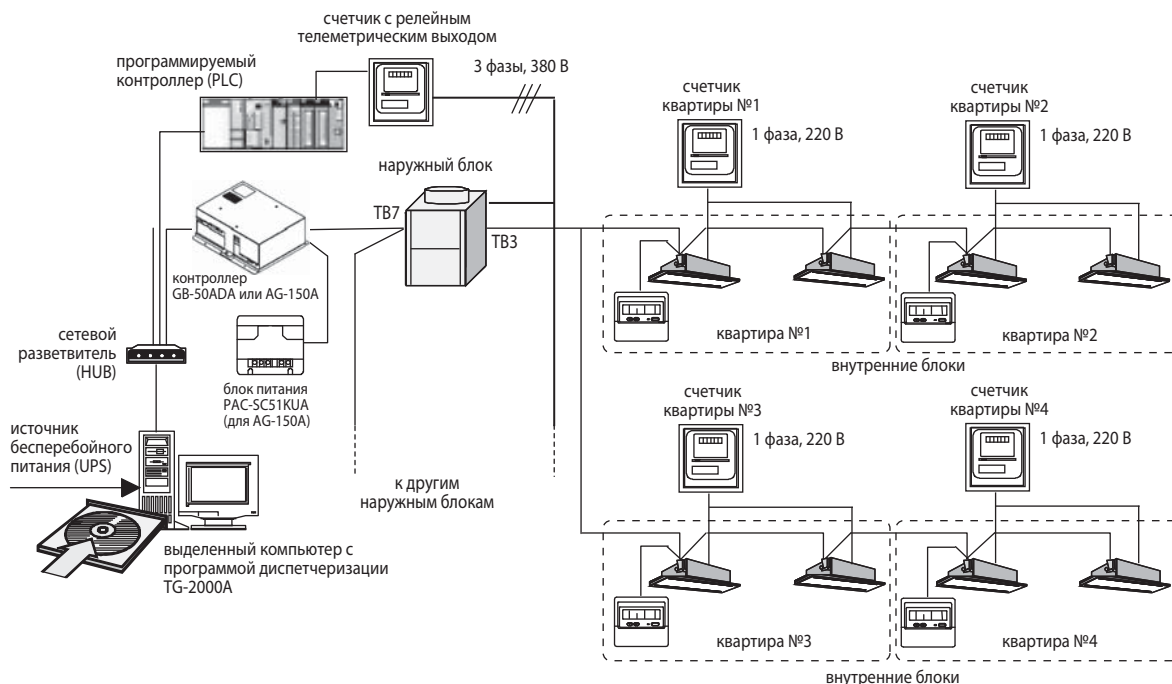 счетчик с релейным
телеметрическим выходом
программируемый
контроллер (PLC)
3 фазы, 380 В
наружный блок
TB7
TB3
контроллер
GB-50ADA или AG-150A
сетевой
разветвитель
(HUB)
блок питания
PAC-SC51KUA
(для AG-150A)
источник
бесперебойного
питания (UPS)
к другим
наружным блокам
выделенный компьютер с
программой диспетчеризации
TG-2000A
счетчик
квартиры №1
1 фаза, 220 В
счетчик
квартиры №2
1 фаза, 220 В
квартира №1
квартира №2
внутренние блоки
счетчик
квартиры №3
1 фаза, 220 В
счетчик
квартиры №4
1 фаза, 220 В
квартира №3
квартира №4
внутренние блоки